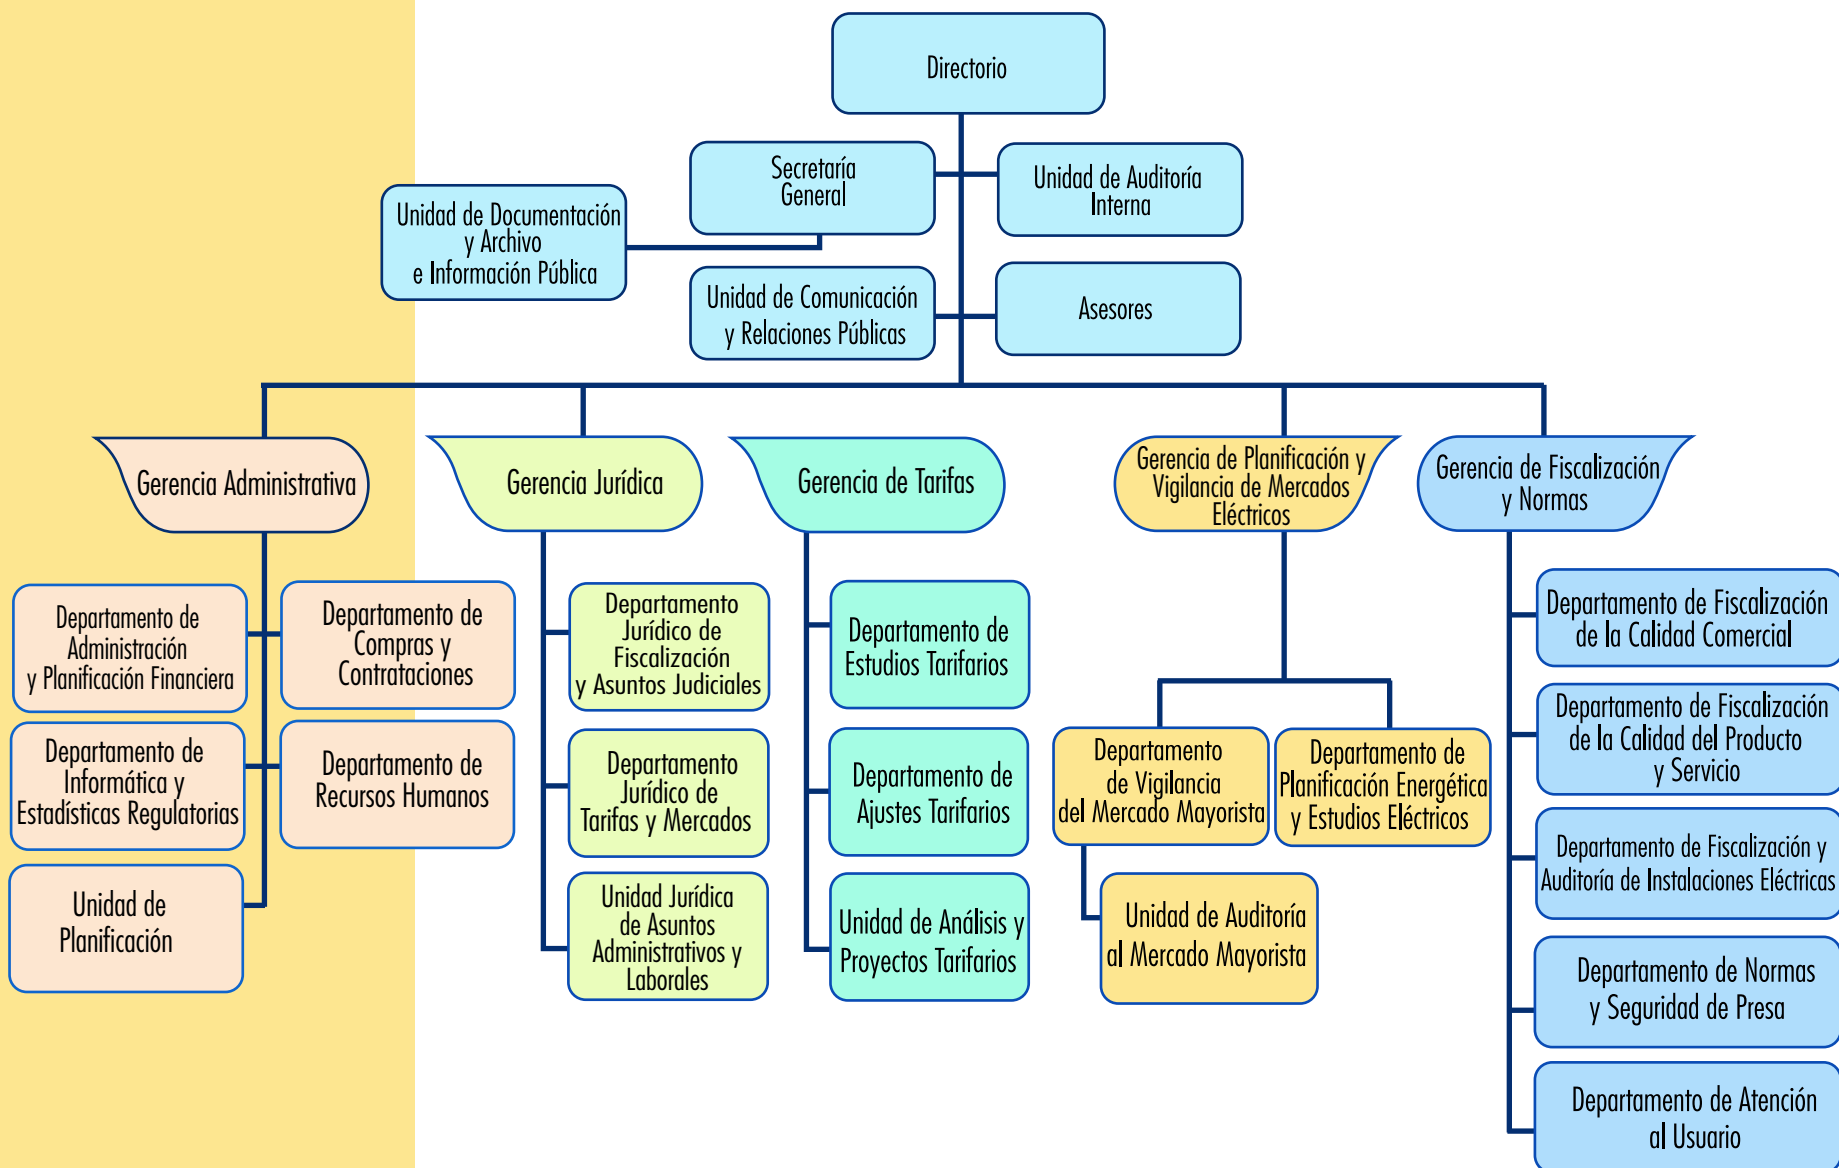 Directorio
Secretaría
General
Unidad de Auditoría
Interna
Unidad de Documentación
y Archivo
e Información Pública
Unidad de Comunicación
y Relaciones Públicas
Asesores
Gerencia Administrativa
Gerencia Jurídica
Gerencia de Tarifas
Gerencia de Planificación y
Vigilancia de Mercados
Eléctricos
Gerencia de Fiscalización
y Normas
Departamento de
Administración
y Planificación Financiera
Departamento de
Compras y
Contrataciones
Departamento de
Informática y
Estadísticas Regulatorias
Departamento de
Recursos Humanos
Unidad de
Planificación
Departamento
Jurídico de
Fiscalización
y Asuntos Judiciales
Departamento
Jurídico de
Tarifas y Mercados
Unidad Jurídica
de Asuntos
Administrativos y
Laborales
Departamento de
Estudios Tarifarios
Departamento de
Ajustes Tarifarios
Unidad de Análisis y
Proyectos Tarifarios
Departamento
de Vigilancia
del Mercado Mayorista
Departamento de
Planificación Energética
y Estudios Eléctricos
Unidad de Auditoría
al Mercado Mayorista
Departamento de Fiscalización
de la Calidad Comercial
Departamento de Fiscalización
de la Calidad del Producto
y Servicio
Departamento de Fiscalización y
Auditoría de Instalaciones Eléctricas
Departamento de Normas
y Seguridad de Presa
Departamento de Atención
al Usuario